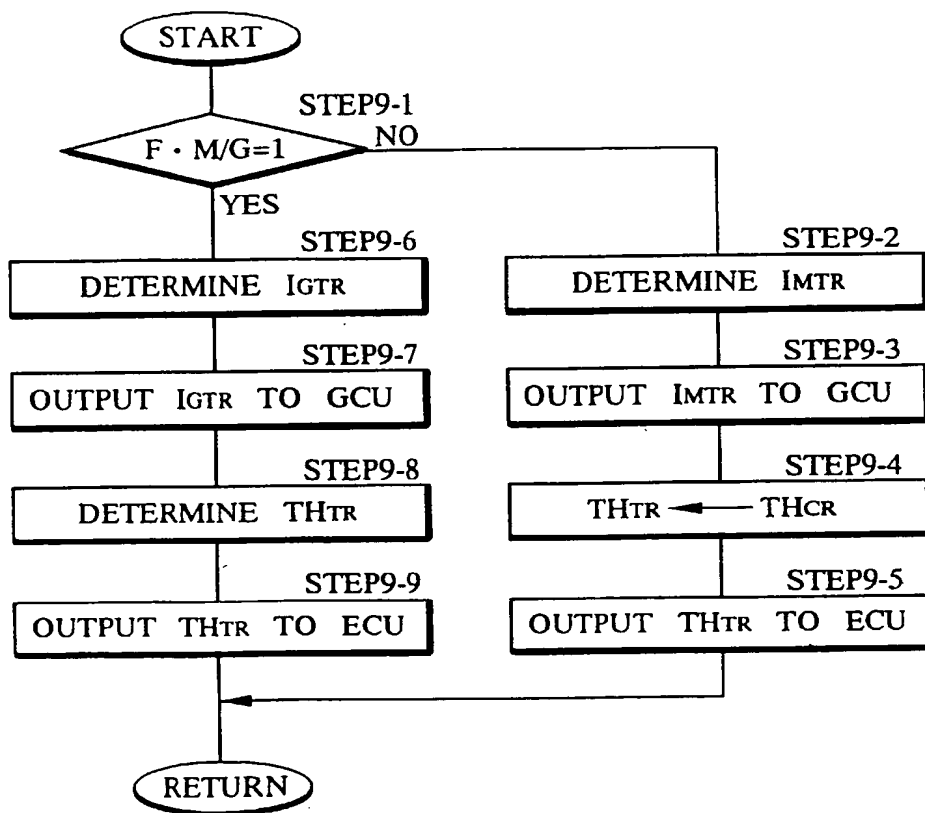 START
STEP9-1
F · M/G=1
NO
YES
STEP9-6
DETERMINE IGTR
STEP9-7
OUTPUT IGTR TO GCU
STEP9-8
DETERMINE THTR
STEP9-9
OUTPUT THTR TO ECU
STEP9-2
DETERMINE IMTR
STEP9-3
OUTPUT IMTR TO GCU
STEP9-4
THTR ← THCR
STEP9-5
OUTPUT THTR TO ECU
RETURN